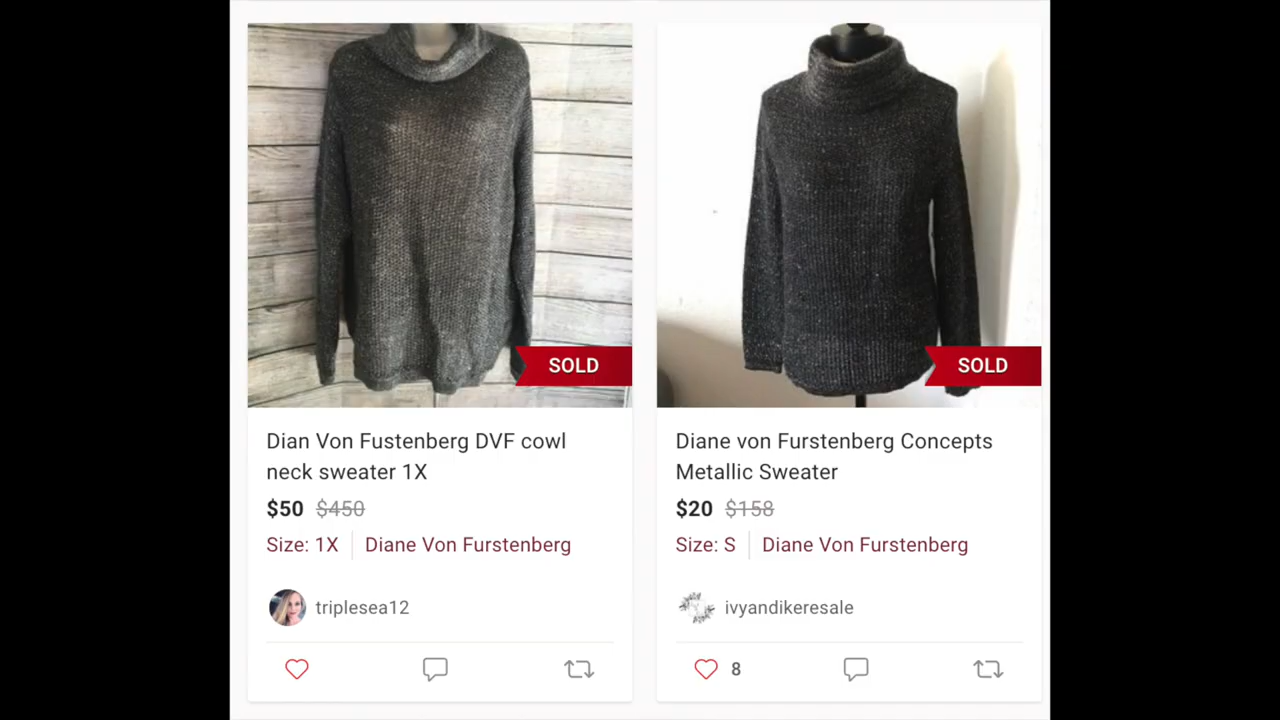 SOLD
Dian Von Fustenberg DVF cowl
neck sweater 1X
$50 $450
Size: 1X Diane Von Furstenberg
triplesea12
SOLD
Diane von Furstenberg Concepts
Metallic Sweater
$20 $158
Size: S Diane Von Furstenberg
ivyandikeresale
8